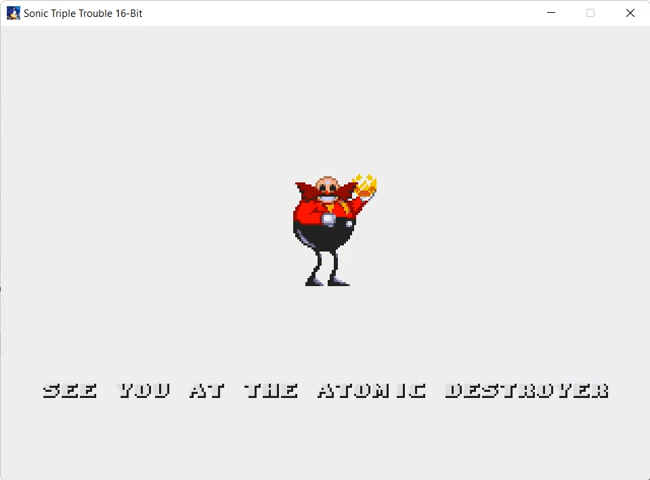 Sonic Triple Trouble 16-Bit
SEE YOU AT THE ATOMIC DESTROYER